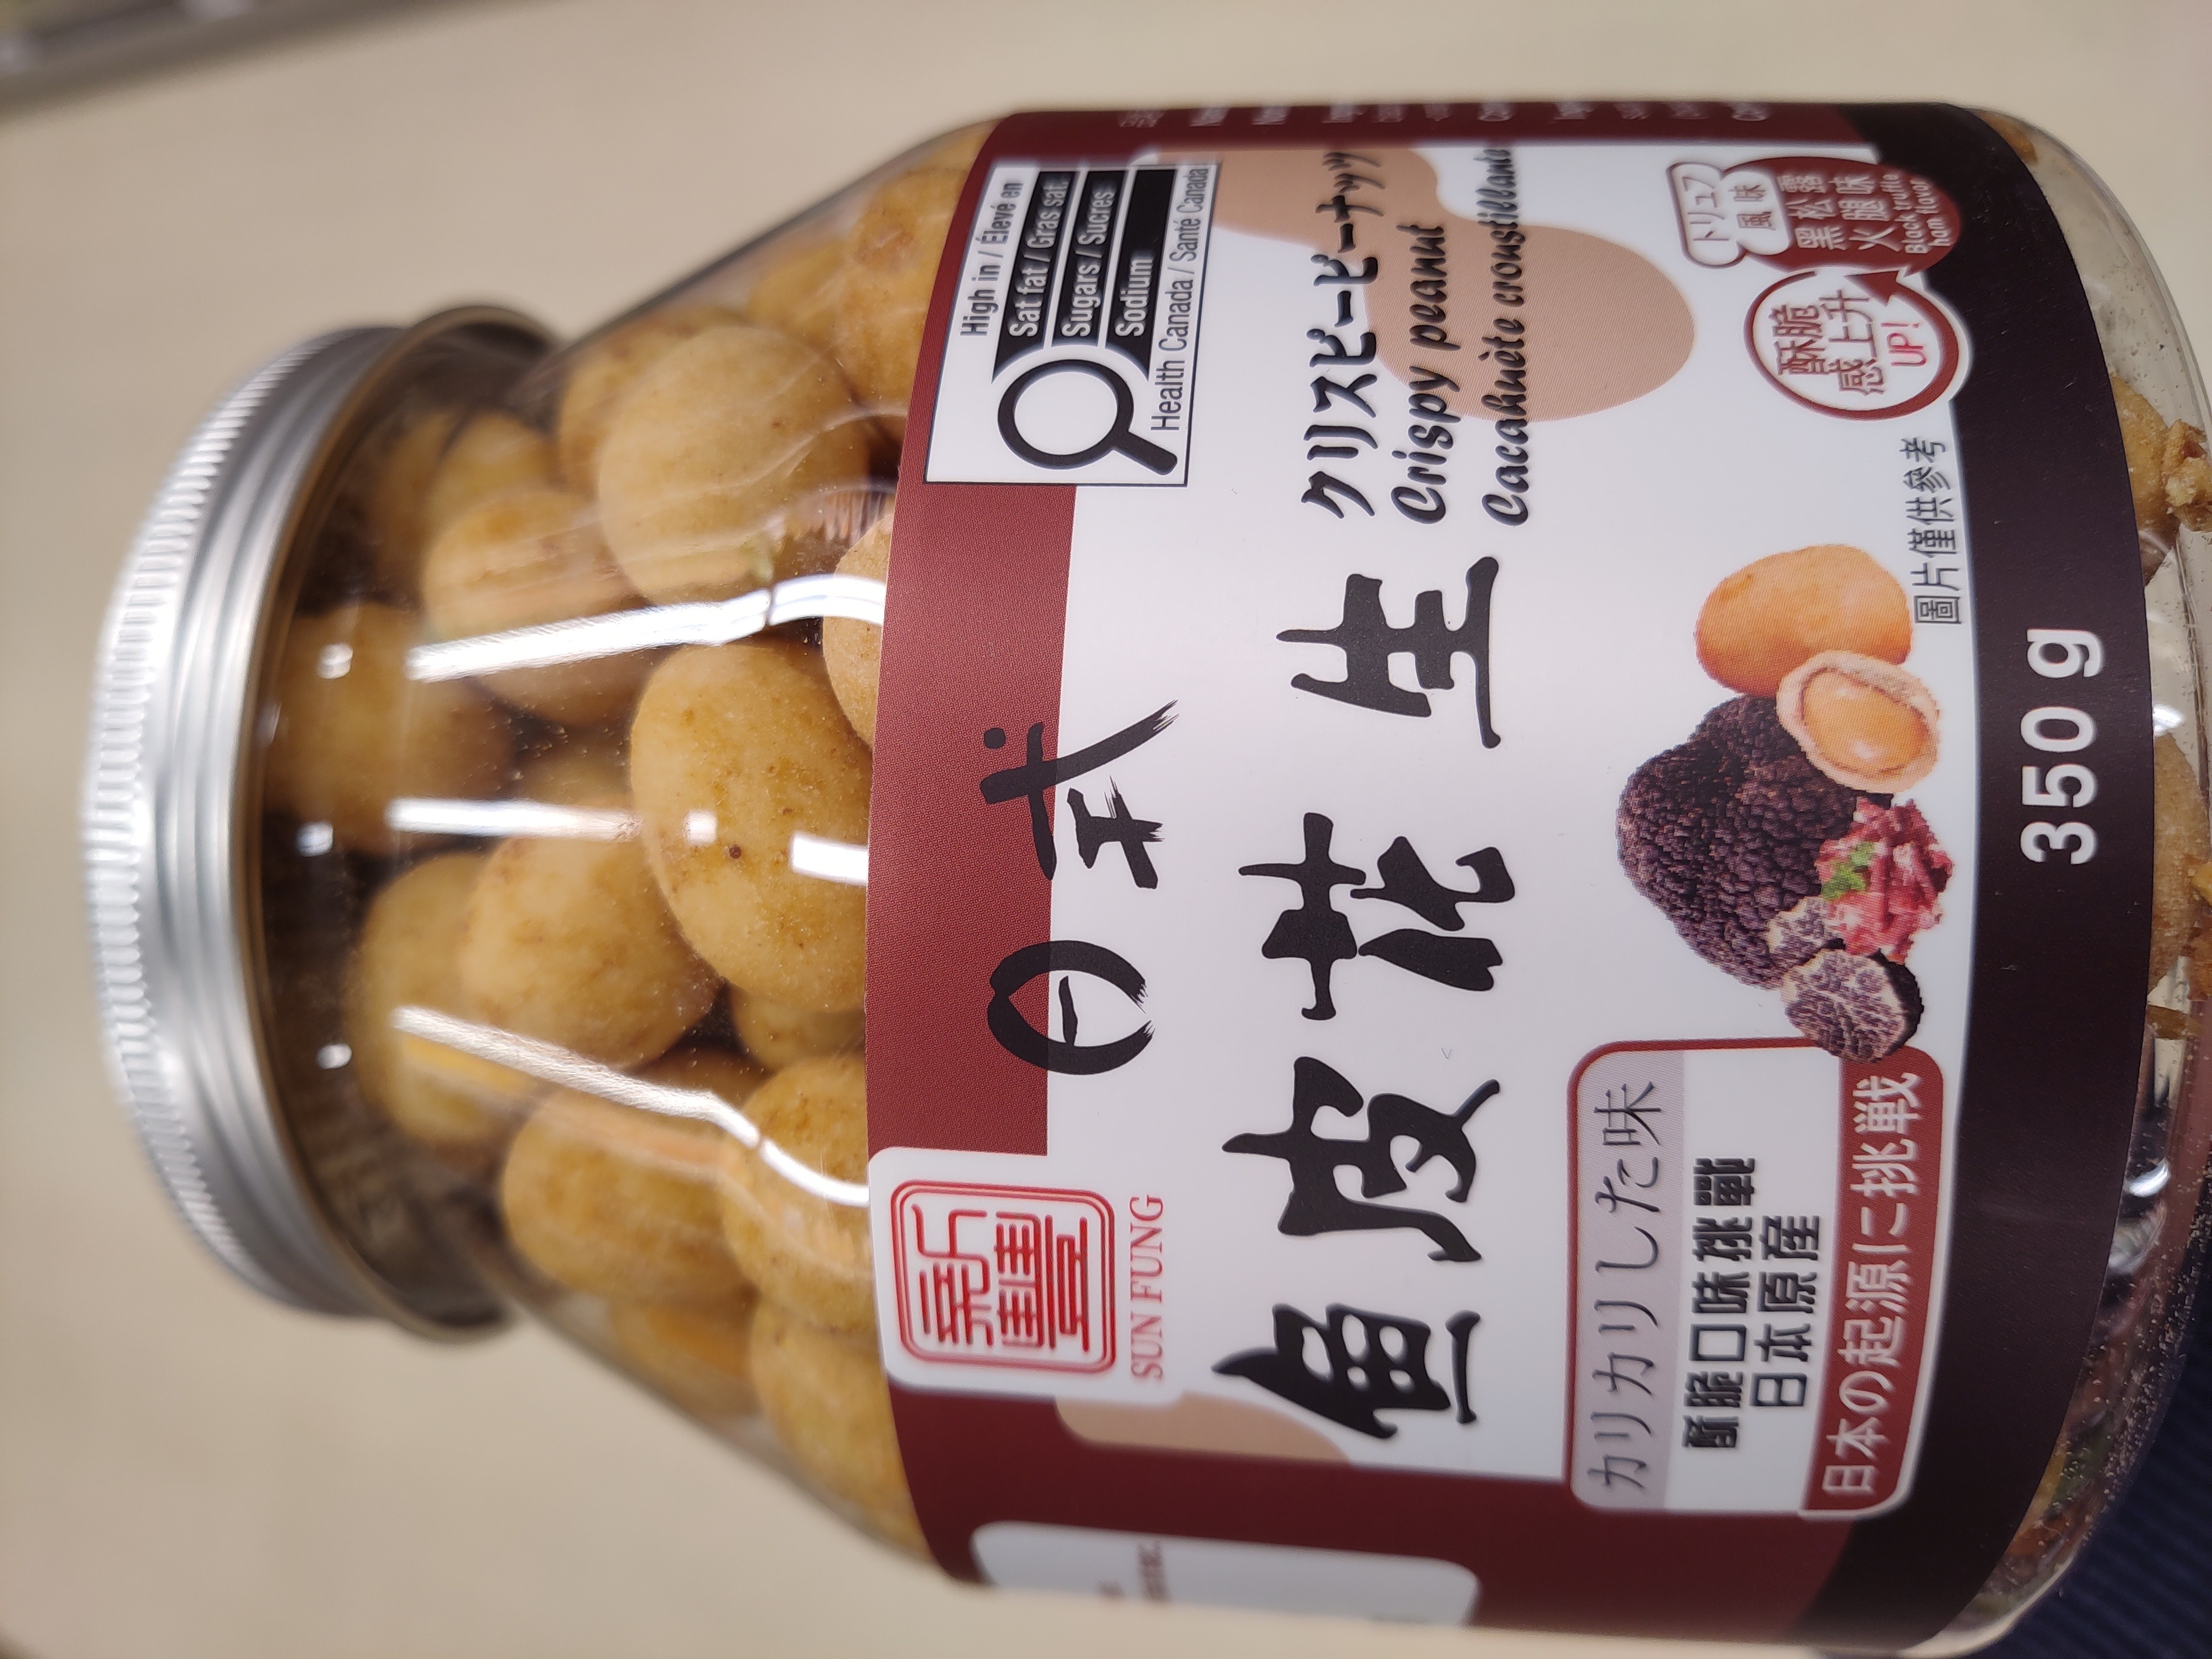 High in / Élevé en
Sat fat / Gras sat.
Sugars / Sucres
Sodium
Health Canada / Santé Canada
新豐
SUN FUNG
日式
鱼皮花生
クリスピーピーナッツ
Crispy peanut
Cacahuète croustillante
カリカリした味
酥脆口味挑戰
日本原産
日本の起源に挑戦
トリュフ
風味
黑松露
火腿味
Black truffle
ham flavor
酥脆
感上升
UP!
圖片僅供參考
350 g